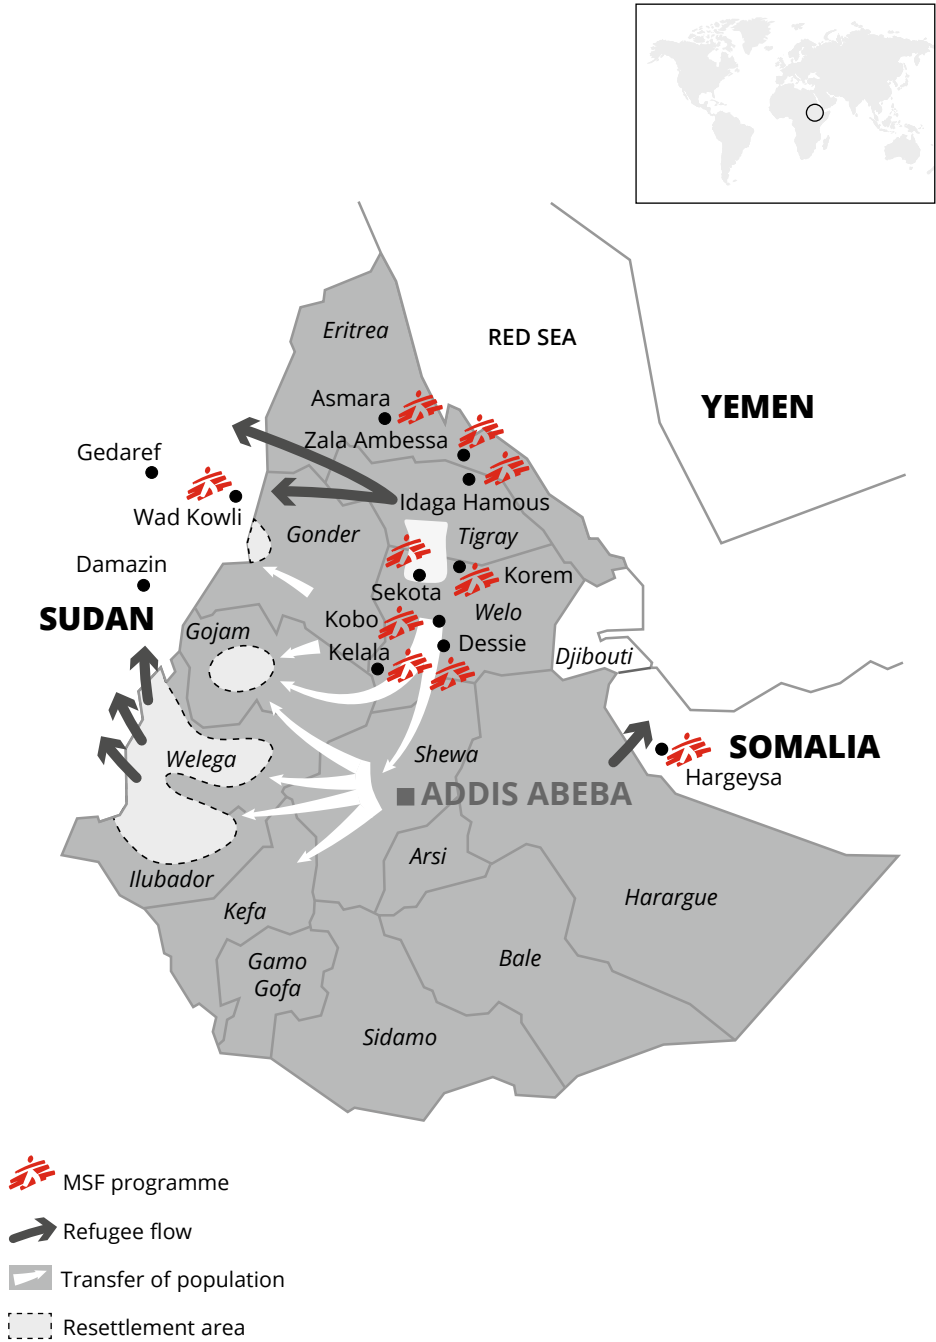 Eritrea
RED SEA
YEMEN
Asmara
Zala Ambessa
Gedaref
Idaga Hamous
Wad Kowli
Gonder
Tigray
Damazin
Korem
Sekota
SUDAN
Kobo
Welo
Gojam
Dessie
Kelala
Djibouti
Shewa
SOMALIA
Welega
Hargeysa
ADDIS ABEBA
Arsi
Ilubador
Harargue
Kefa
Bale
Gamo
Gofa
Sidamo
MSF programme
Refugee flow
Transfer of population
Resettlement area